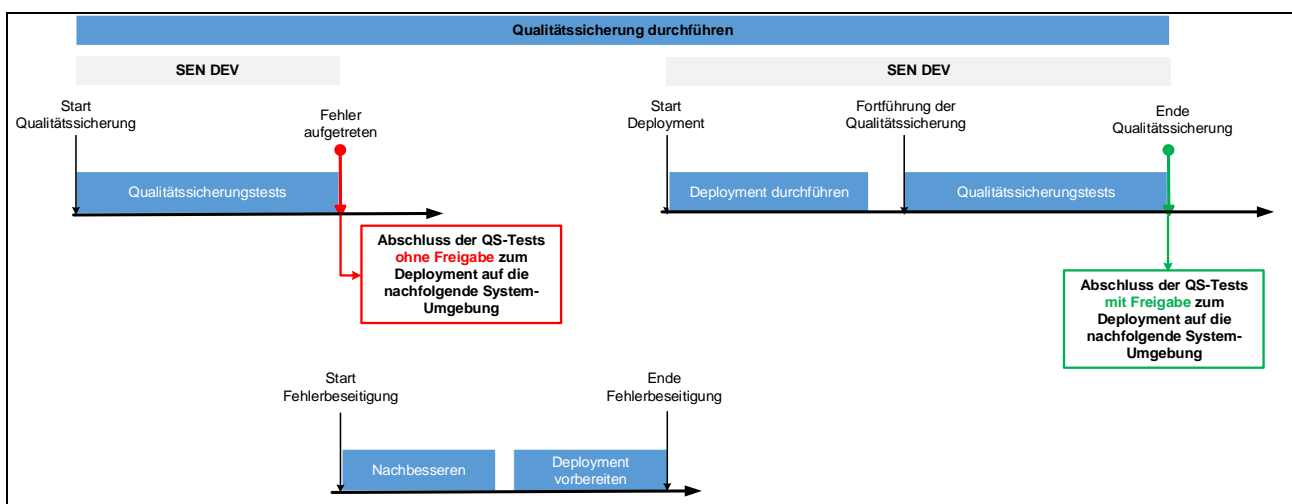 Qualitätssicherung durchführen
SEN DEV
SEN DEV
Start
Qualitätssicherung
Fehler
aufgetreten
Start
Deployment
Fortführung der
Qualitätssicherung
Ende
Qualitätssicherung
Qualitätssicherungstests
Deployment durchführen
Qualitätssicherungstests
Abschluss der QS-Tests
ohne Freigabe zum
Deployment auf die
nachfolgende System-
Umgebung
Abschluss der QS-Tests
mit Freigabe zum
Deployment auf die
nachfolgende System-
Umgebung
Start
Fehlerbeseitigung
Ende
Fehlerbeseitigung
Nachbesseren
Deployment
vorbereiten